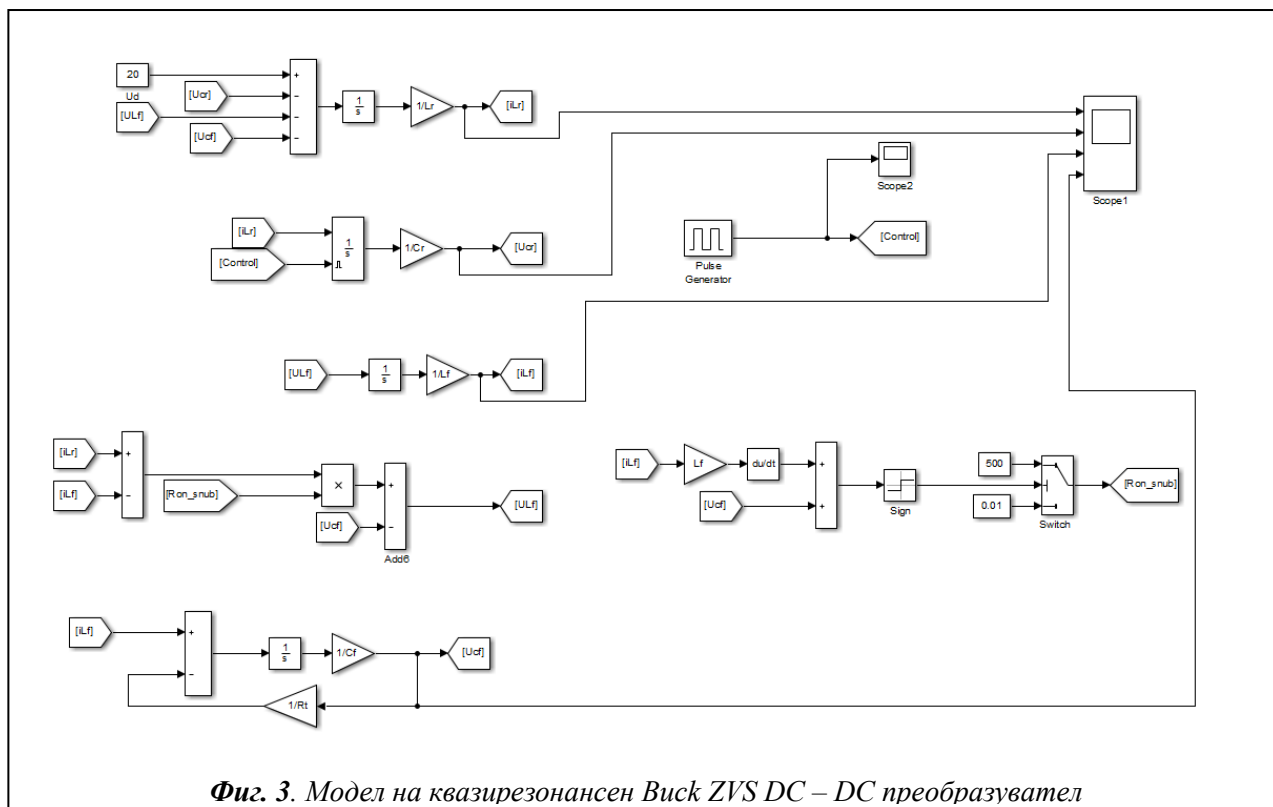 20
+
[Ucr]
-
Ud
[ULf]
-
[Ucf]
-
1
s
1/Lr
[iLr]
Scope2
Scope1
[iLr]
[Control]
1
s
1/Cr
[Ucr]
Pulse
Generator
[Control]
[ULf]
1
s
1/Lf
[iLf]
[iLr]
+
[iLf]
-
[Ron_snub]
×
[Ucf]
+
-
Add6
[ULf]
[iLf]
Lf
du/dt
+
[Ucf]
+
Sign
500
0.01
Switch
[Ron_snub]
[iLf]
+
-
1
s
1/Cf
[Ucf]
1/Rt
Фиг. 3. Модел на квазирезонансен Buck ZVS DC – DC преобразувател